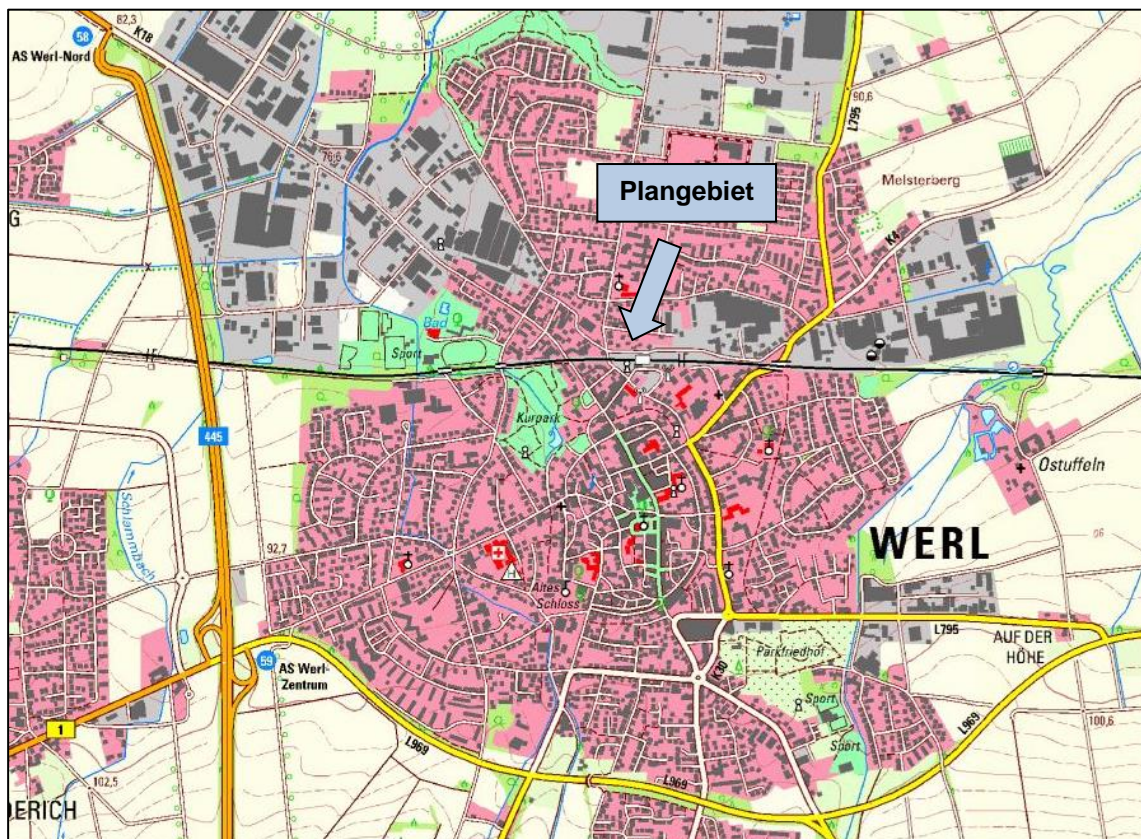 82,3
58
K18
AS Werl-Nord
76,6
L795
90,6
Plangebiet
Melsterberg
K4
G
Bad
Sport
Kurpark
445
Schlammbach
92,7
Ostuffeln
96
WERL
H
Altes
Schloss
L795
AUF DER
HÖHE
Parkfriedhof
K30
59
AS Werl-
Zentrum
Sport
Sport
1
L969
L969
L969
100,6
102,5
DERICH